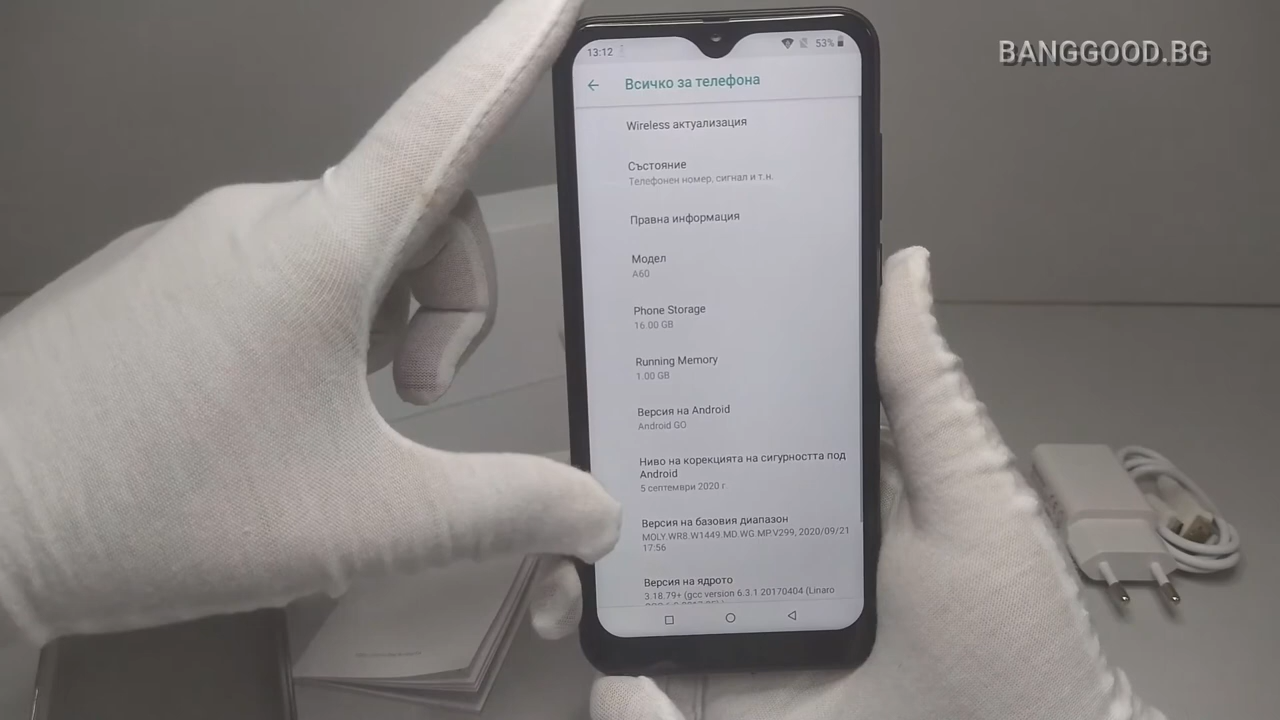 BANGGOOD.BG
13:12
53%
Всичко за телефона
Wireless актуализация
Състояние
Телефонен номер, сигнал и т.н.
Правна информация
Модел
A60
Phone Storage
16.00 GB
Running Memory
1.00 GB
Версия на Android
Android GO
Ниво на корекцията на сигурността под
Android
5 септември 2020 г.
Версия на базовия диапазон
MOLY.WR8.W1449.MD.WG.MP.V299, 2020/09/21
17:56
Версия на ядрото
3.18.79+ (gcc version 6.3.1 20170404 (Linaro